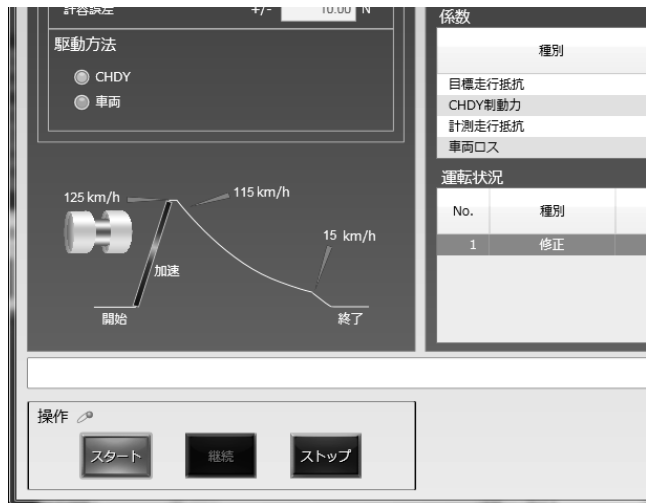 計容誤差 +/- 10.00 N
駆動方法
CHDY
車両
125 km/h
115 km/h
15 km/h
加速
開始
終了
係数
種別
目標走行抵抗
CHDY制動力
計測走行抵抗
車両ロス
運転状況
No. 種別
1 修正
操作
スタート
継続
ストップ